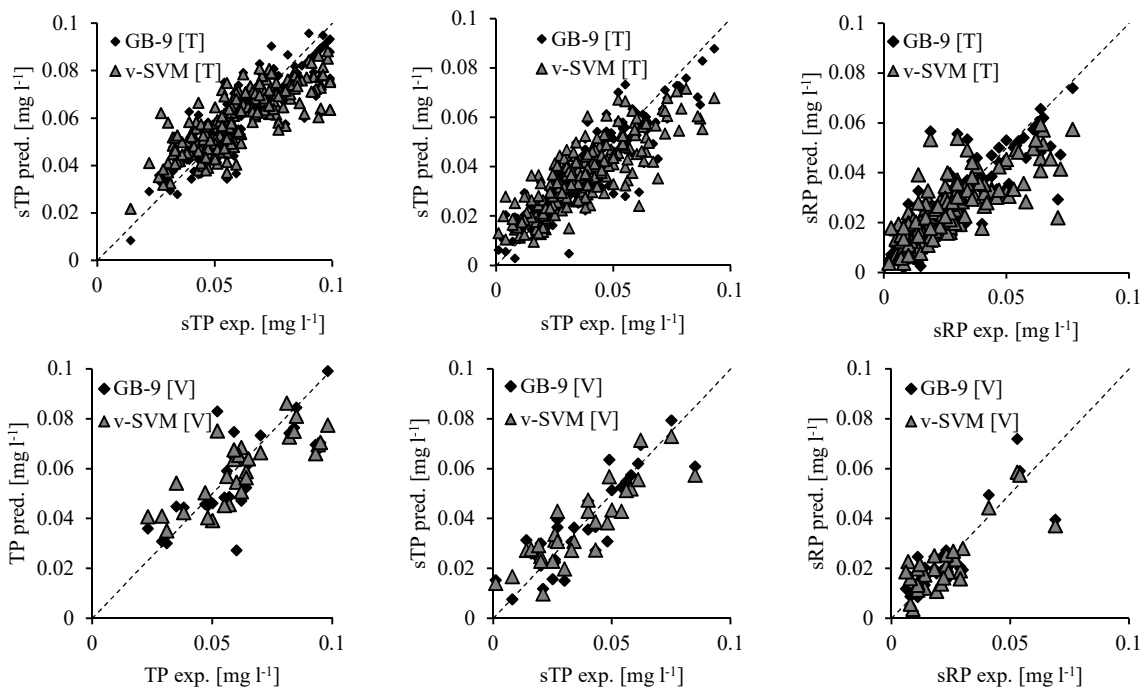 0.1
0.08
0.06
0.04
0.02
0
sTP pred. [mg l-1]
GB-9 [T]
v-SVM [T]
0
0.05
0.1
sTP exp. [mg l-1]
0.1
0.08
0.06
0.04
0.02
0
sTP pred. [mg l-1]
GB-9 [T]
v-SVM [T]
0
0.05
0.1
sTP exp. [mg l-1]
0.1
0.08
0.06
0.04
0.02
0
sRP pred. [mg l-1]
GB-9 [T]
v-SVM [T]
0
0.05
0.1
sRP exp. [mg l-1]
0.1
0.08
0.06
0.04
0.02
0
TP pred. [mg l-1]
GB-9 [V]
v-SVM [V]
0
0.05
0.1
TP exp. [mg l-1]
0.1
0.08
0.06
0.04
0.02
0
sTP pred. [mg l-1]
GB-9 [V]
v-SVM [V]
0
0.05
0.1
sTP exp. [mg l-1]
0.1
0.08
0.06
0.04
0.02
0
sRP pred. [mg l-1]
GB-9 [V]
v-SVM [V]
0
0.05
0.1
sRP exp. [mg l-1]